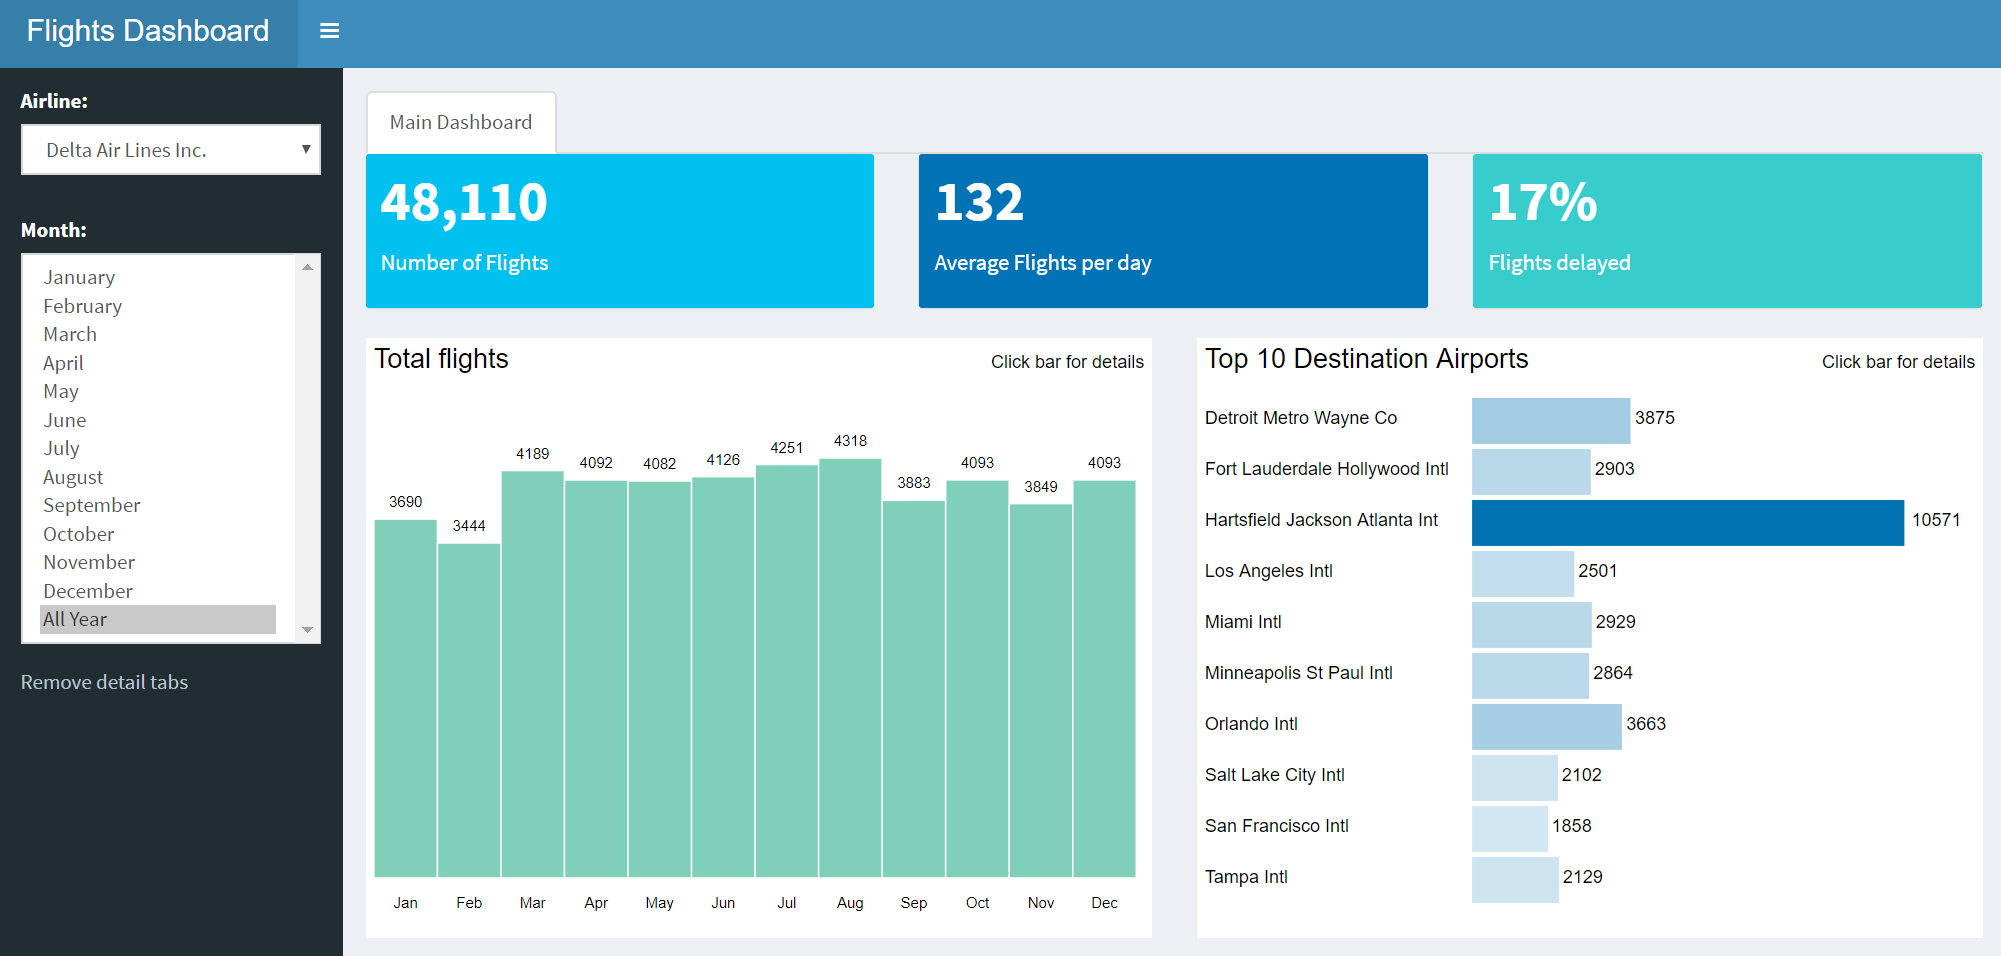 Flights Dashboard
Airline:
Delta Air Lines Inc.
Month:
January
February
March
April
May
June
July
August
September
October
November
December
All Year
Remove detail tabs
Main Dashboard
48,110
Number of Flights
132
Average Flights per day
17%
Flights delayed
Total flights
Click bar for details
3690
3444
4189
4092
4082
4126
4251
4318
3883
4093
3849
4093
Jan Feb Mar Apr May Jun Jul Aug Sep Oct Nov Dec
Top 10 Destination Airports
Click bar for details
Detroit Metro Wayne Co 3875
Fort Lauderdale Hollywood Intl 2903
Hartsfield Jackson Atlanta Int 10571
Los Angeles Intl 2501
Miami Intl 2929
Minneapolis St Paul Intl 2864
Orlando Intl 3663
Salt Lake City Intl 2102
San Francisco Intl 1858
Tampa Intl 2129